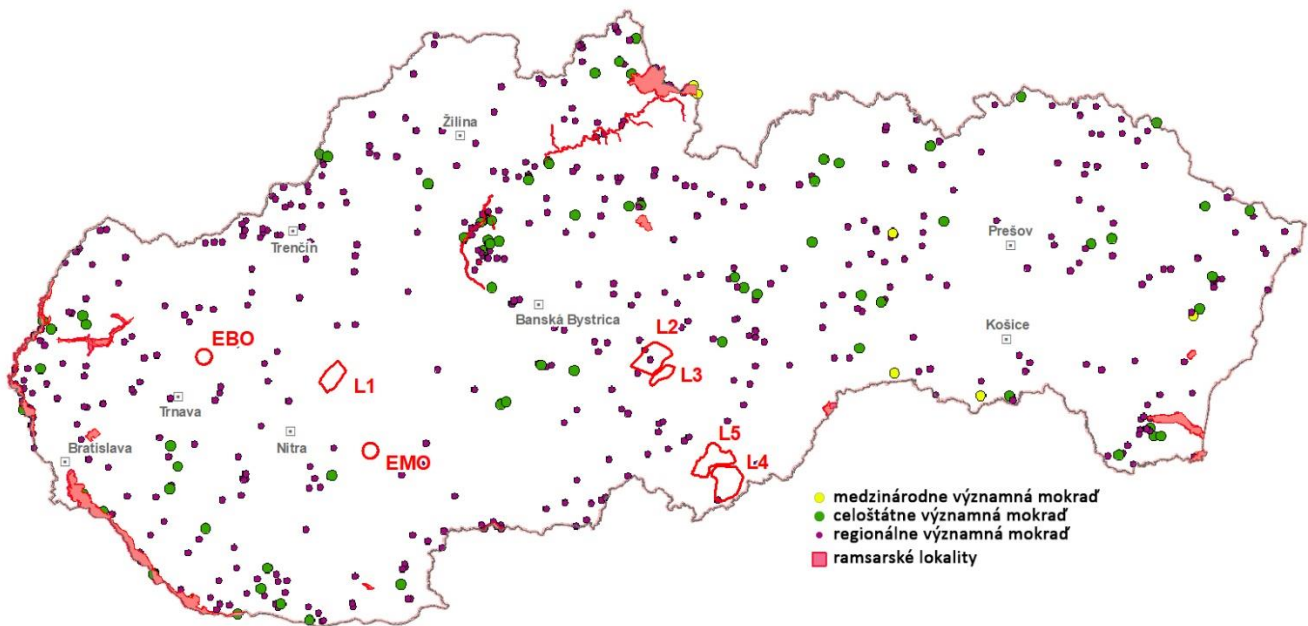 Žilina
Trenčín
Prešov
Banská Bystrica
Košice
EBO
L2
L3
L1
Trnava
Nitra
Bratislava
EMO
L5
L4
medzinárodne významná mokraď
celoštátne významná mokraď
regionálne významná mokraď
ramsarské lokality